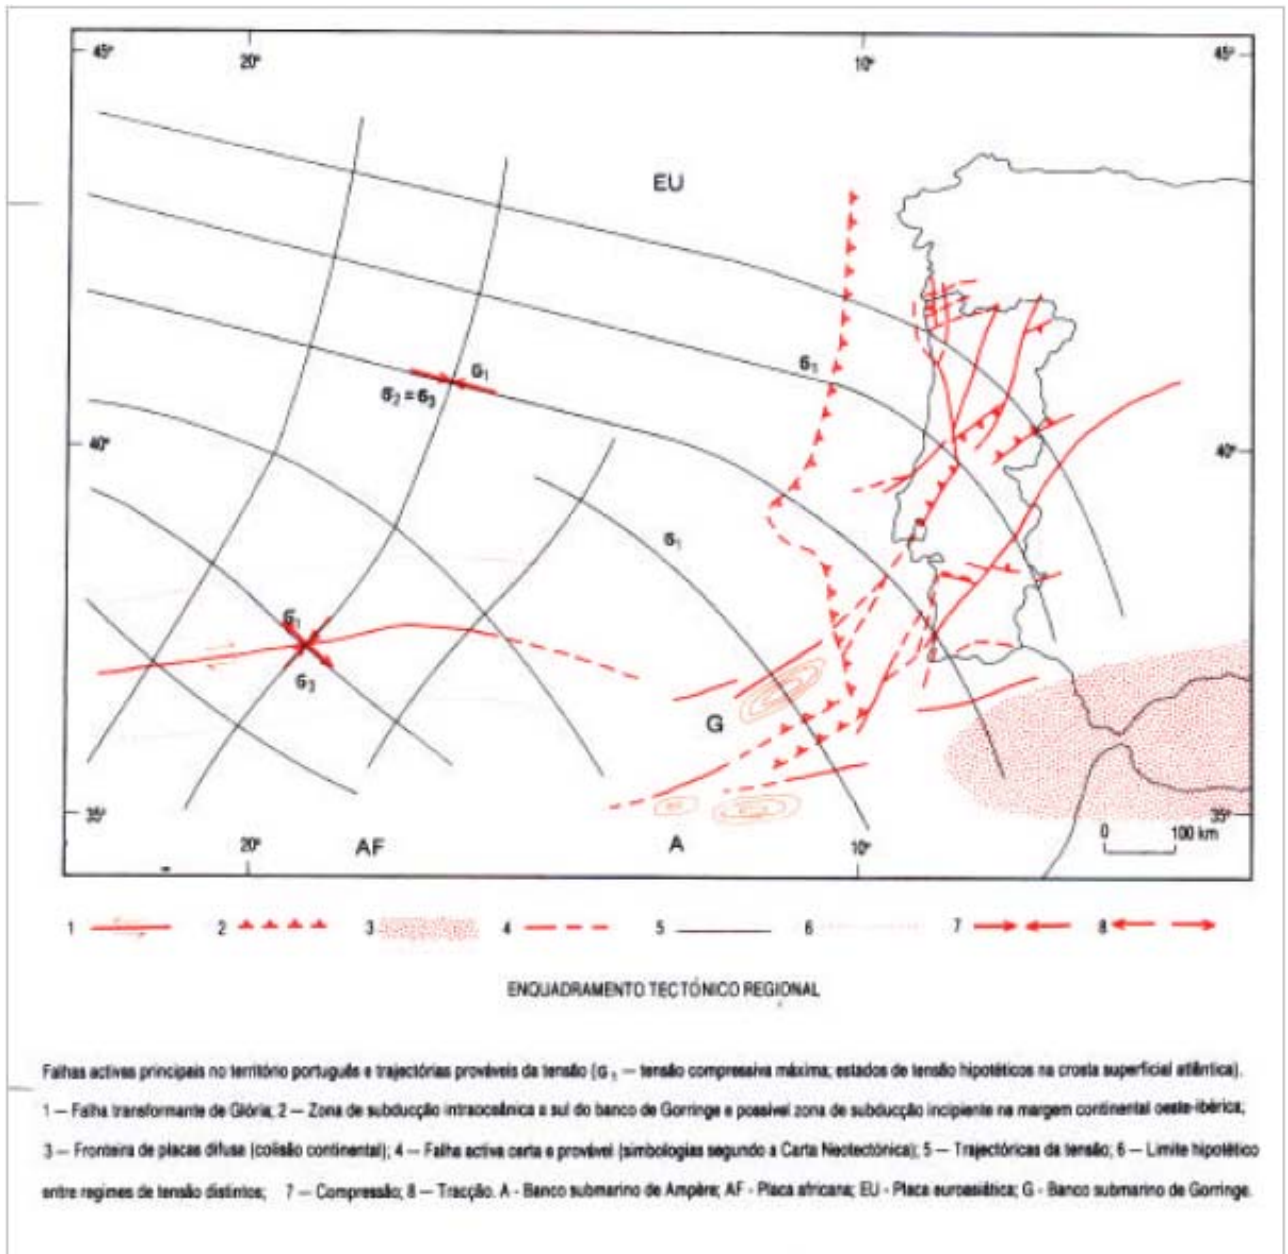 45° 20° 10° 45°
EU
σ₁
σ₁
σ₂ = σ₃
40° 40°
σ₁
σ₁
σ₃
G
35° 35°
0 100 km
20° AF A 10°
1 2 3 4 5 6 7 8
ENQUADRAMENTO TECTÓNICO REGIONAL
Falhas activas principais no território português e trajectórias prováveis da tensão (σ₁ — tensão compressiva máxima; estados de tensão hipotéticos na crosta superficial atlântica).
1 — Falha transformante de Glória; 2 — Zona de subducção intraoceânica a sul do banco de Gorringe e possível zona de subducção incipiente na margem continental oeste-ibérica;
3 — Fronteira de placas difusa (colisão continental); 4 — Falha activa certa e provável (simbologias segundo a Carta Neotectónica); 5 — Trajectóricas da tensão; 6 — Limite hipotético
entre regimes de tensão distintos; 7 — Compressão; 8 — Tracção. A - Banco submarino de Ampère; AF - Placa africana; EU - Placa euroasiática; G - Banco submarino de Gorringe.